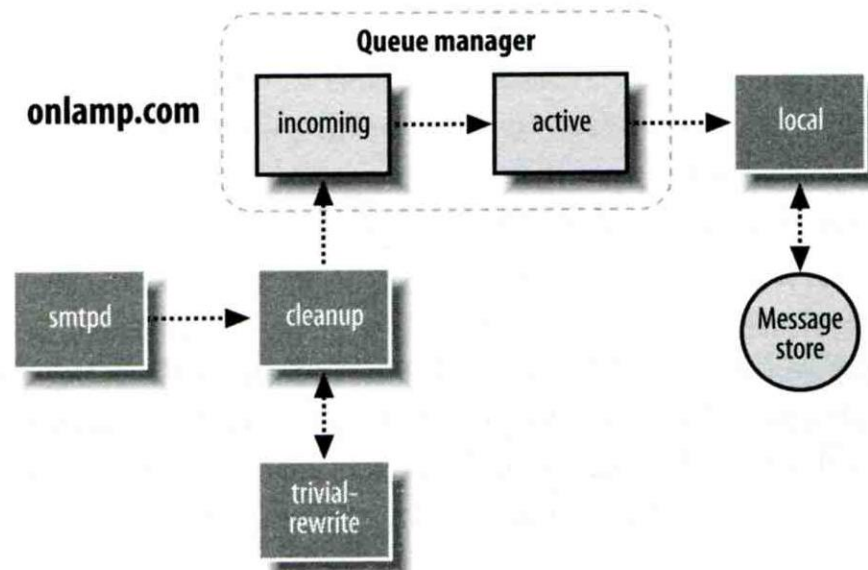 Queue manager
onlamp.com
incoming
active
local
smtpd
cleanup
Message
store
trivial-
rewrite